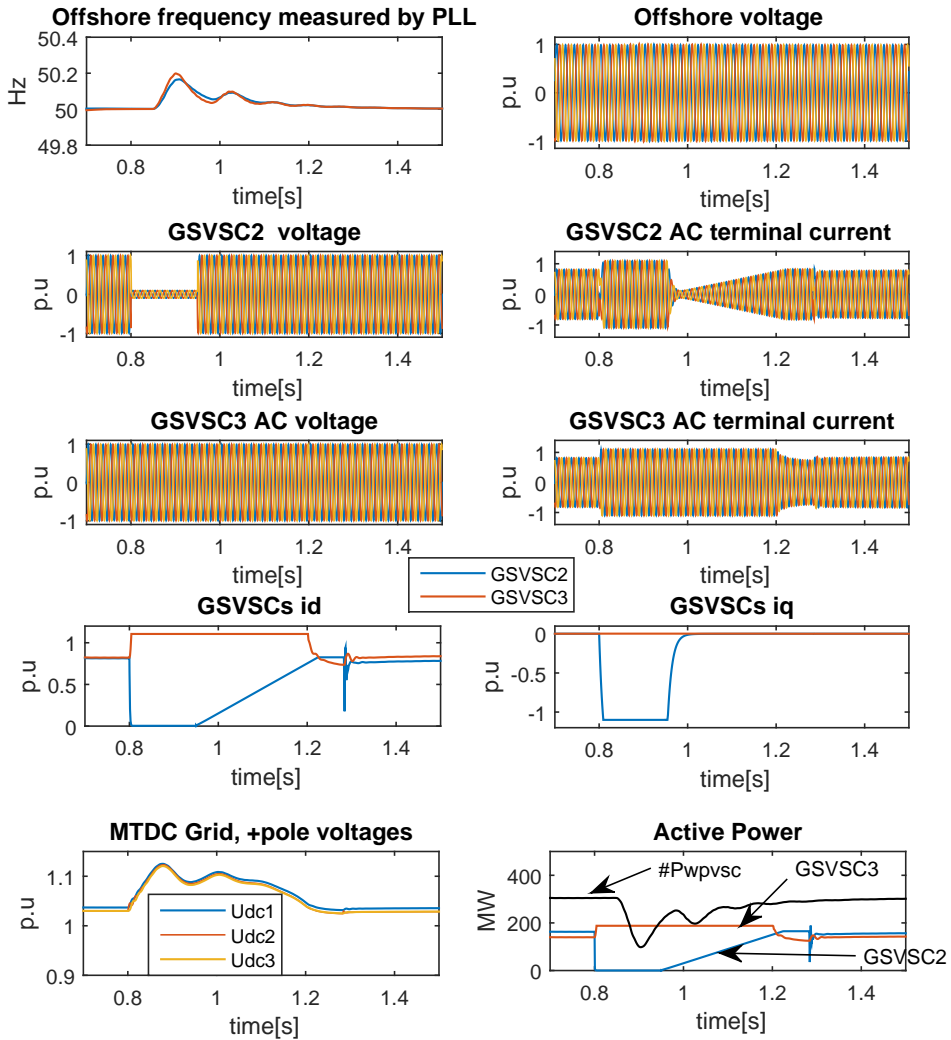 Offshore frequency measured by PLL
50.4
50.2
50
49.8
Hz
0.8
1
1.2
1.4
time[s]
Offshore voltage
1
0
-1
p.u
0.8
1
1.2
1.4
time[s]
GSVSC2 voltage
1
0
-1
p.u
0.8
1
1.2
1.4
time[s]
GSVSC2 AC terminal current
1
0
-1
p.u
0.8
1
1.2
1.4
time[s]
GSVSC3 AC voltage
1
0
-1
p.u
0.8
1
1.2
1.4
time[s]
GSVSC3 AC terminal current
1
0
-1
p.u
0.8
1
1.2
1.4
time[s]
GSVSC2
GSVSC3
GSVSCs id
1
0.5
0
p.u
0.8
1
1.2
1.4
time[s]
GSVSCs iq
0
-0.5
-1
p.u
0.8
1
1.2
1.4
time[s]
MTDC Grid, +pole voltages
1.1
1
0.9
p.u
Udc1
Udc2
Udc3
0.8
1
1.2
1.4
time[s]
Active Power
400
200
0
MW
#Pwpvsc
GSVSC3
GSVSC2
0.8
1
1.2
1.4
time[s]